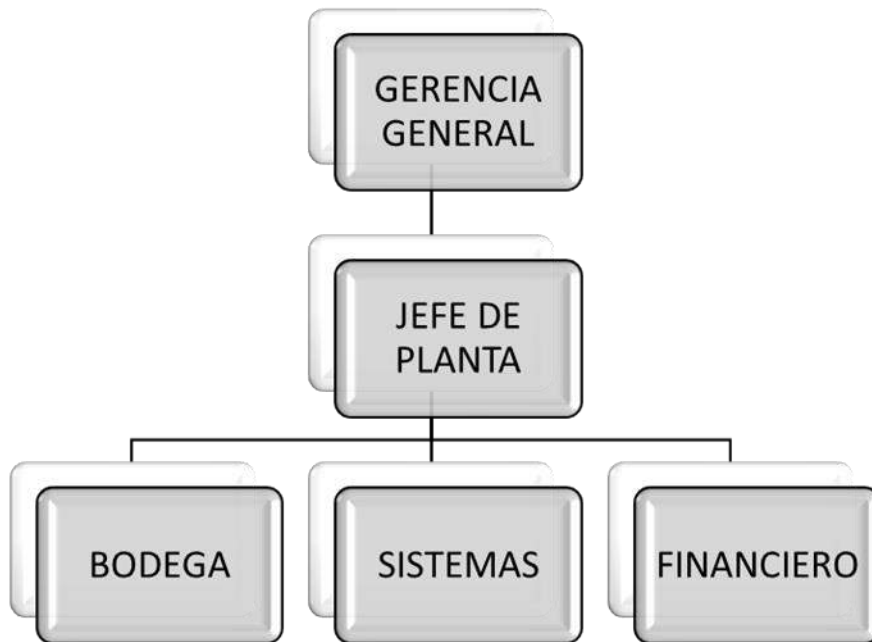 GERENCIA
GENERAL
JEFE DE
PLANTA
BODEGA
SISTEMAS
FINANCIERO